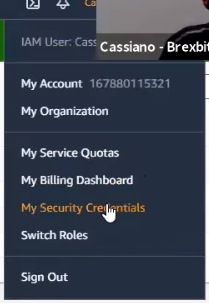 Ca
IAM User: Cass
Cassiano - Brexbit
My Account 167880115321
My Organization
My Service Quotas
My Billing Dashboard
My Security Credentials
Switch Roles
Sign Out